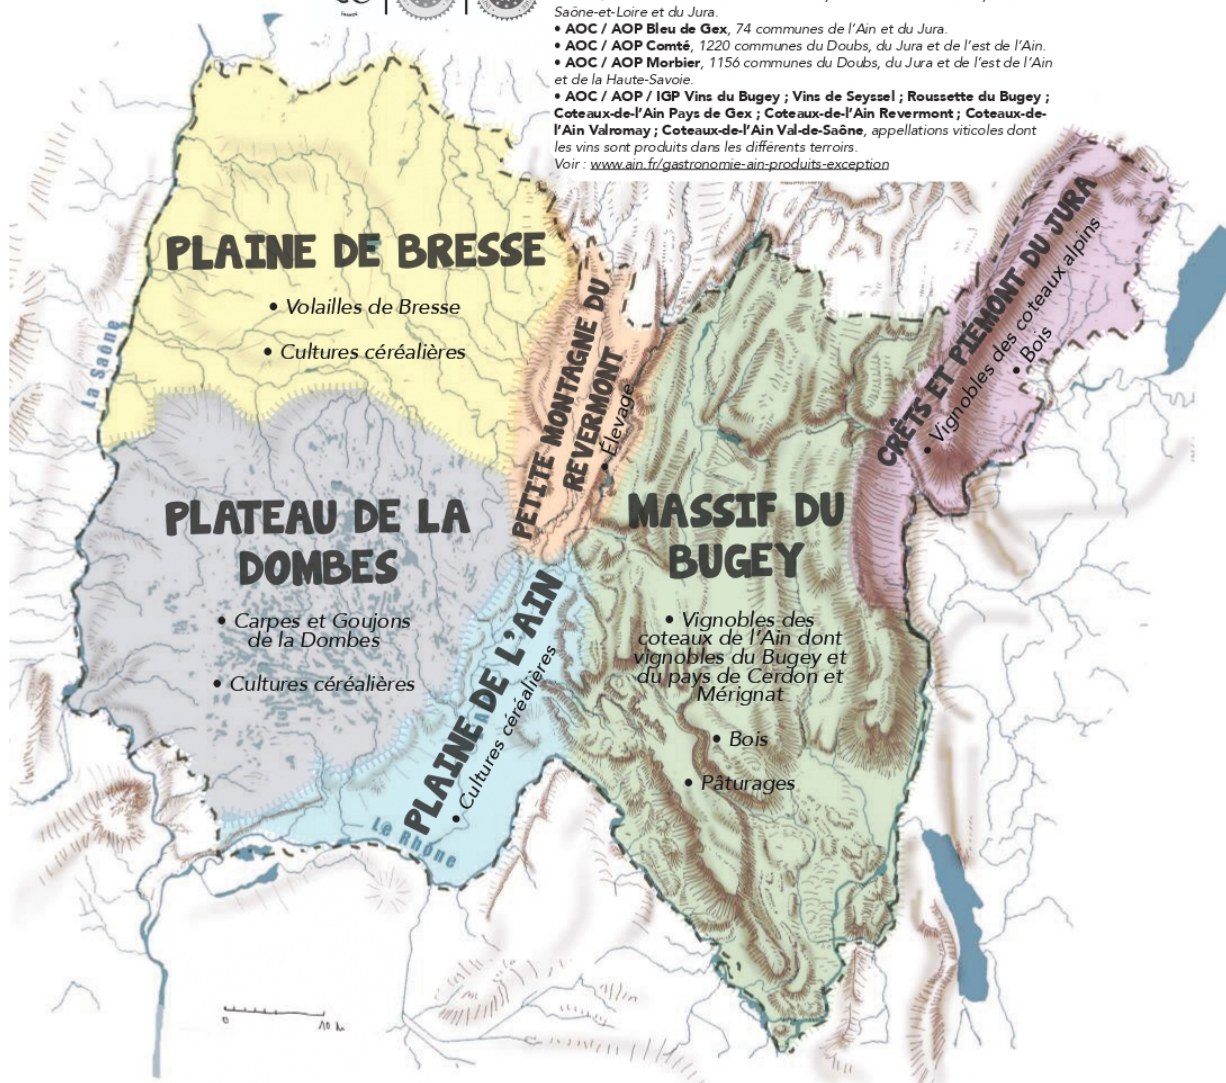 Saône-et-Loire et du Jura.
• AOC / AOP Bleu de Gex, 74 communes de l'Ain et du Jura.
• AOC / AOP Comté, 1220 communes du Doubs, du Jura et de l'est de l'Ain.
• AOC / AOP Morbier, 1156 communes du Doubs, du Jura et de l'est de l'Ain
et de la Haute-Savoie.
• AOC / AOP / IGP Vins du Bugey ; Vins de Seyssel ; Roussette du Bugey ;
Coteaux-de-l'Ain Pays de Gex ; Coteaux-de-l'Ain Revermont ; Coteaux-de-
l'Ain Valromay ; Coteaux-de-l'Ain Val-de-Saône, appellations viticoles dont
les vins sont produits dans les différents terroirs.
Voir : www.ain.fr/gastronomie-ain-produits-exception
PLAINE DE BRESSE
• Volailles de Bresse
• Cultures céréalières
La Saône
PETITE MONTAGNE DU
REVERMONT
• Élevage
CRÊTS ET PIÉMONT DU JURA
• Vignobles des coteaux alpins
• Bois
PLATEAU DE LA
DOMBES
• Carpes et Goujons
de la Dombes
• Cultures céréalières
MASSIF DU
BUGEY
• Vignobles des
coteaux de l'Ain dont
vignobles du Bugey et
du pays de Cerdon et
Mérignat
• Bois
• Pâturages
PLAINE DE L'AIN
• Cultures céréalières
Le Rhône
0 10 k